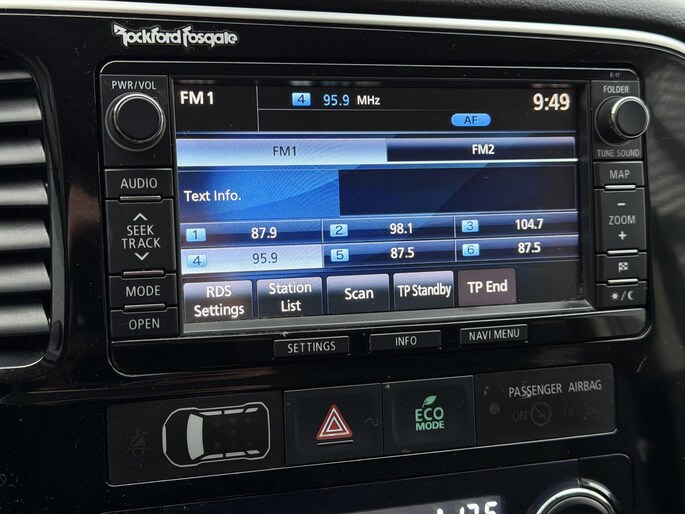 Rockford Fosgate
E-1Y
PWR/VOL
FOLDER
FM1
4 95.9 MHz
9:49
AF
FM1 FM2
TUNE SOUND
AUDIO
MAP
Text Info.
SEEK
TRACK
ZOOM
1 87.9 2 98.1 3 104.7
4 95.9 5 87.5 6 87.5
MODE
RDS
Settings
Station
List
Scan
TP Standby
TP End
OPEN
SETTINGS
INFO
NAVI MENU
ECO
MODE
PASSENGER AIRBAG
ON OFF